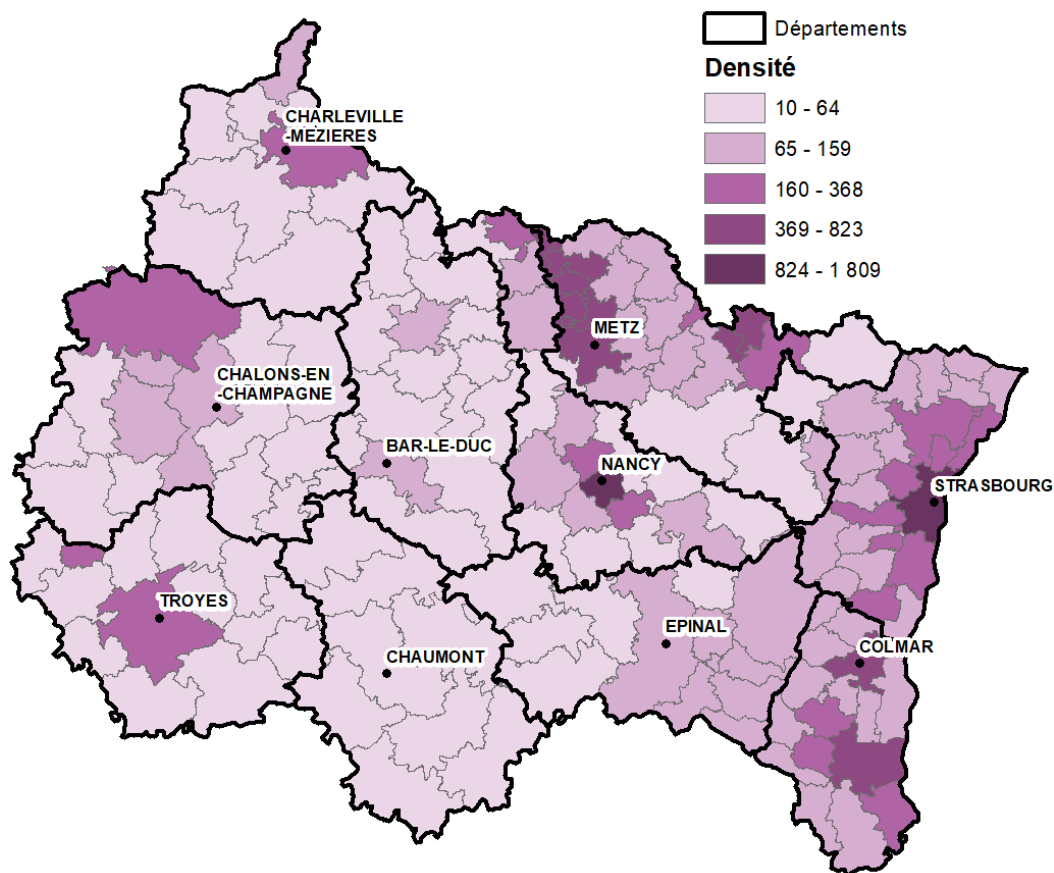 Départements
Densité
10 - 64
65 - 159
160 - 368
369 - 823
824 - 1 809
CHARLEVILLE
-MEZIERES
METZ
CHALONS-EN
-CHAMPAGNE
BAR-LE-DUC
NANCY
STRASBOURG
TROYES
EPINAL
CHAUMONT
COLMAR